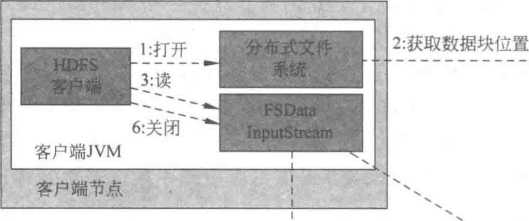 1:打开
分布式文件
系统
2:获取数据块位置
HDFS
客户端
3:读
FSData
InputStream
6:关闭
客户端JVM
客户端节点